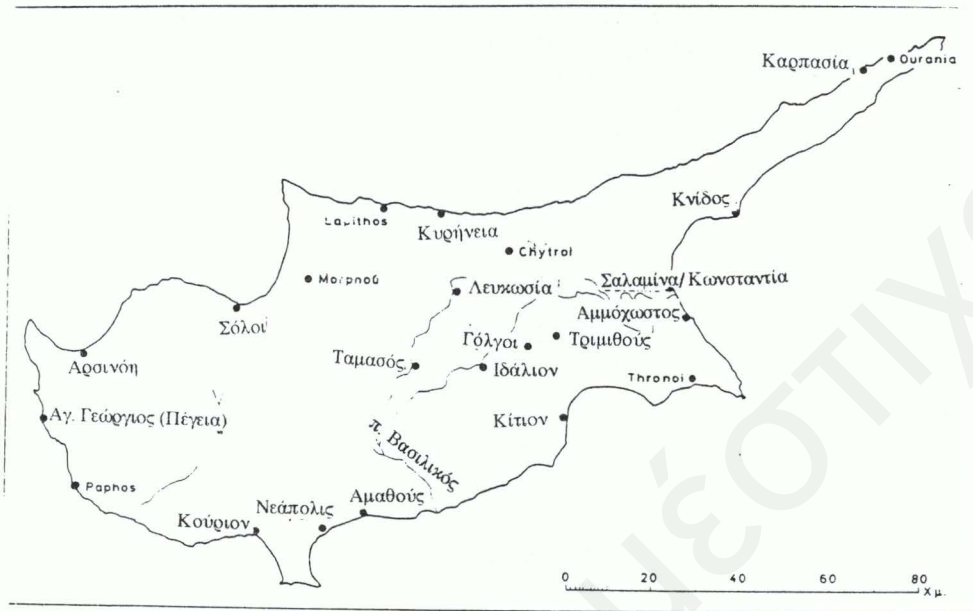 Καρπασία
Ourania
Κνίδος
Lapithos
Κυρήνεια
Chytroi
Λευκωσία
Σαλαμίνα/ Κωνσταντία
Αμμόχωστος
Σόλοι
Γόλγοι
Τριμιθούς
Αρσινόη
Ταμασός
Ιδάλιον
Thronoi
Αγ. Γεώργιος (Πέγεια)
Κίτιον
π. Βασιλικός
Paphos
Νεάπολις
Αμαθούς
Κούριον
0 20 40 60 80
Χμ.